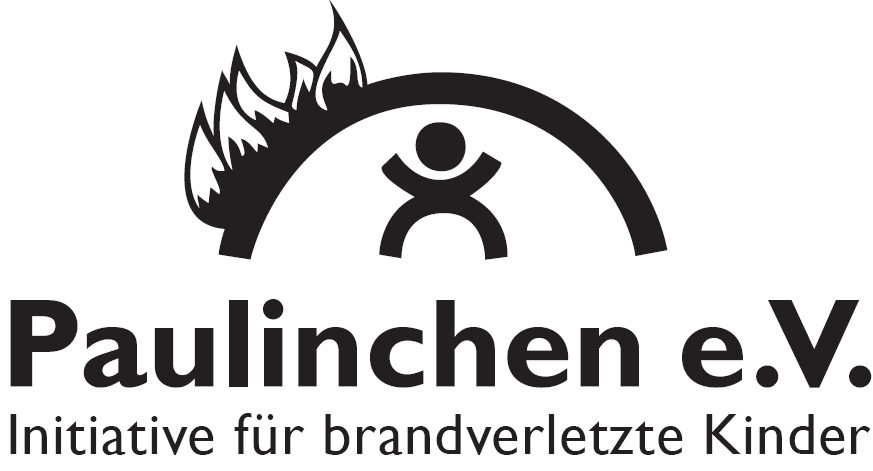 Paulinchen e.V.
Initiative für brandverletzte Kinder